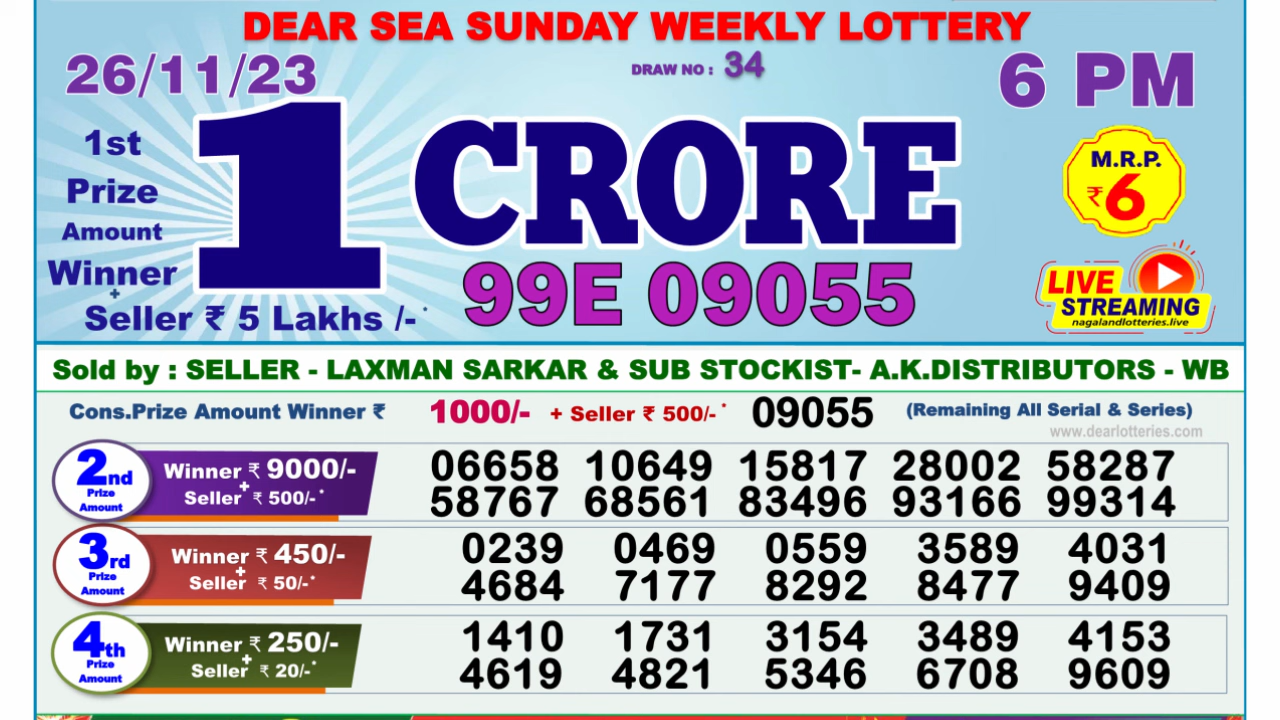 DEAR SEA SUNDAY WEEKLY LOTTERY
26/11/23
DRAW NO : 34
6 PM
1st
Prize
Amount
Winner
+
Seller ₹ 5 Lakhs /-*
1 CRORE
99E 09055
M.R.P.
₹6
LIVE
STREAMING
nagalandlotteries.live
Sold by : SELLER - LAXMAN SARKAR & SUB STOCKIST- A.K.DISTRIBUTORS - WB
Cons.Prize Amount Winner ₹ 1000/- + Seller ₹ 500/-* 09055 (Remaining All Serial & Series)
www.dearlotteries.com
2nd
Prize
Amount
Winner ₹ 9000/-
+
Seller ₹ 500/-*
06658 10649 15817 28002 58287
58767 68561 83496 93166 99314
3rd
Prize
Amount
Winner ₹ 450/-
+
Seller ₹ 50/-*
0239 0469 0559 3589 4031
4684 7177 8292 8477 9409
4th
Prize
Amount
Winner ₹ 250/-
+
Seller ₹ 20/-*
1410 1731 3154 3489 4153
4619 4821 5346 6708 9609